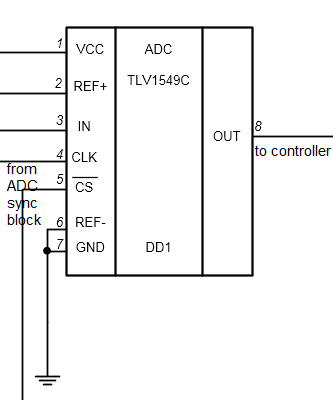 1 VCC ADC
2 REF+ TLV1549C
3 IN
OUT 8
4 CLK
to controller
from
ADC
sync
block
5 CS
6 REF-
7 GND DD1